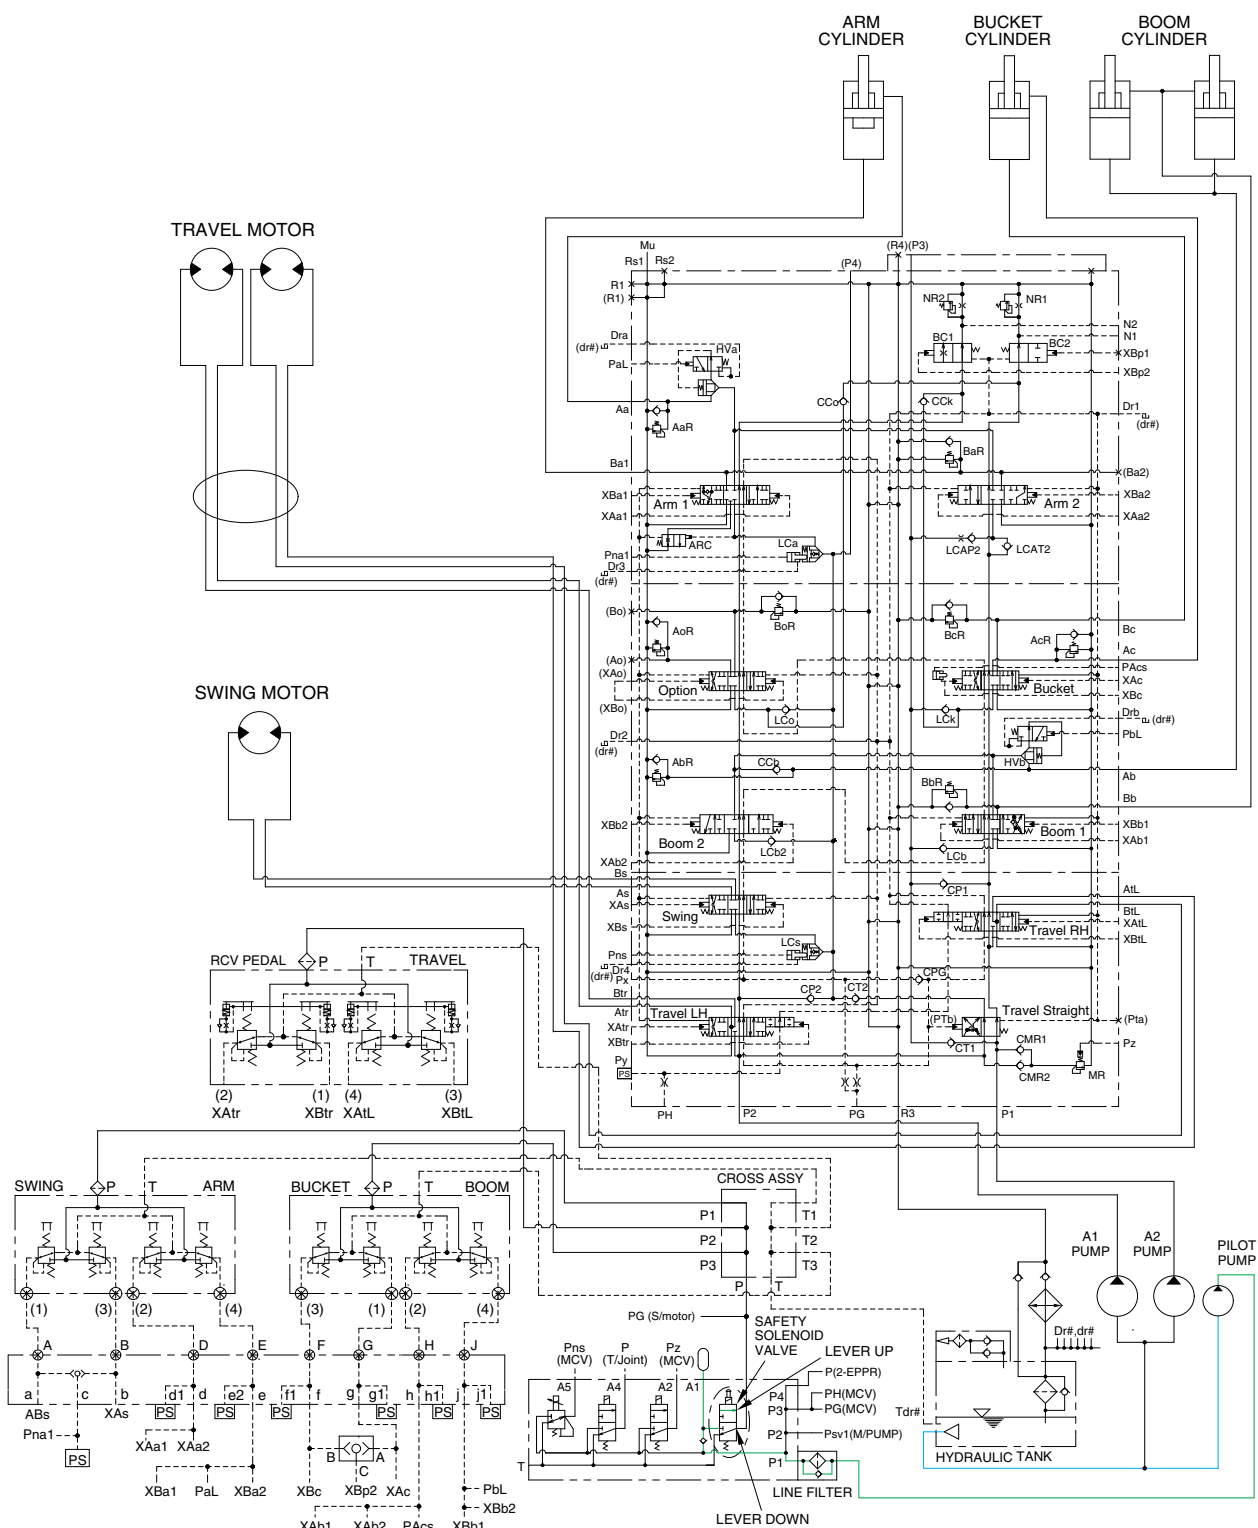 ARM
CYLINDER
BUCKET
CYLINDER
BOOM
CYLINDER
TRAVEL MOTOR
SWING MOTOR
Mu
Rs1
Rs2
(R4)(P3)
(P4)
R1
(R1)
NR2
NR1
N2
N1
Dra
(dr#)
HVa
BC1
BC2
XBp1
PaL
XBp2
CCo
CCk
Aa
AaR
Dr1
(dr#)
BaR
Ba1
(Ba2)
XBa1
Arm 1
Arm 2
XBa2
XAa1
XAa2
ARC
LCa
LCAP2
LCAT2
Pna1
Dr3
(dr#)
(Bo)
BoR
BcR
Bc
AoR
AcR
Ac
(Ao)
PAcs
(XAo)
Option
XAc
Bucket
XBc
(XBo)
LCo
LCk
Drb
(dr#)
Dr2
(dr#)
PbL
HVb
AbR
CCb
Ab
BbR
Bb
XBb2
Boom 2
Boom 1
XBb1
XAb1
LCb2
LCb
XAb2
Bs
CP1
AtL
As
XAs
Swing
BtL
XAtL
XBs
Travel RH
XBtL
LCs
Pns
Dr4
(dr#)
Px
CPG
Btr
CP2
CT2
Atr
Travel LH
Travel Straight
XAtr
(PTb)
(Pta)
XBtr
CT1
CMR1
Pz
Py
PS
CMR2
MR
PH
P2
PG
R3
P1
RCV PEDAL
P
T
TRAVEL
(2)
(1)
(4)
(3)
XAtr
XBtr
XAtL
XBtL
SWING
P
T
ARM
BUCKET
P
T
BOOM
(1)
(3)
(2)
(4)
(3)
(1)
(2)
(4)
A
B
D
E
F
G
H
J
a
c
b
d1
d
e2
e
f1
f
g
g1
h
h1
j
j1
ABs
XAs
PS
PS
PS
PS
PS
PS
Pna1
PS
XAa1
XAa2
XBa1
PaL
XBa2
B
A
C
XBc
XBp2
XAc
XAb1
XAb2
PAcs
PbL
XBb2
XBb1
CROSS ASSY
P1
T1
P2
T2
P3
T3
P
T
PG (S/motor)
SAFETY
SOLENOID
VALVE
LEVER UP
Pns
(MCV)
P
(T/Joint)
Pz
(MCV)
P(2-EPPR)
A5
A4
A2
A1
P4
PH(MCV)
P3
PG(MCV)
P2
Psv1(M/PUMP)
T
P1
LINE FILTER
LEVER DOWN
A1
PUMP
A2
PUMP
PILOT
PUMP
Dr#,dr#
Tdr#
HYDRAULIC TANK